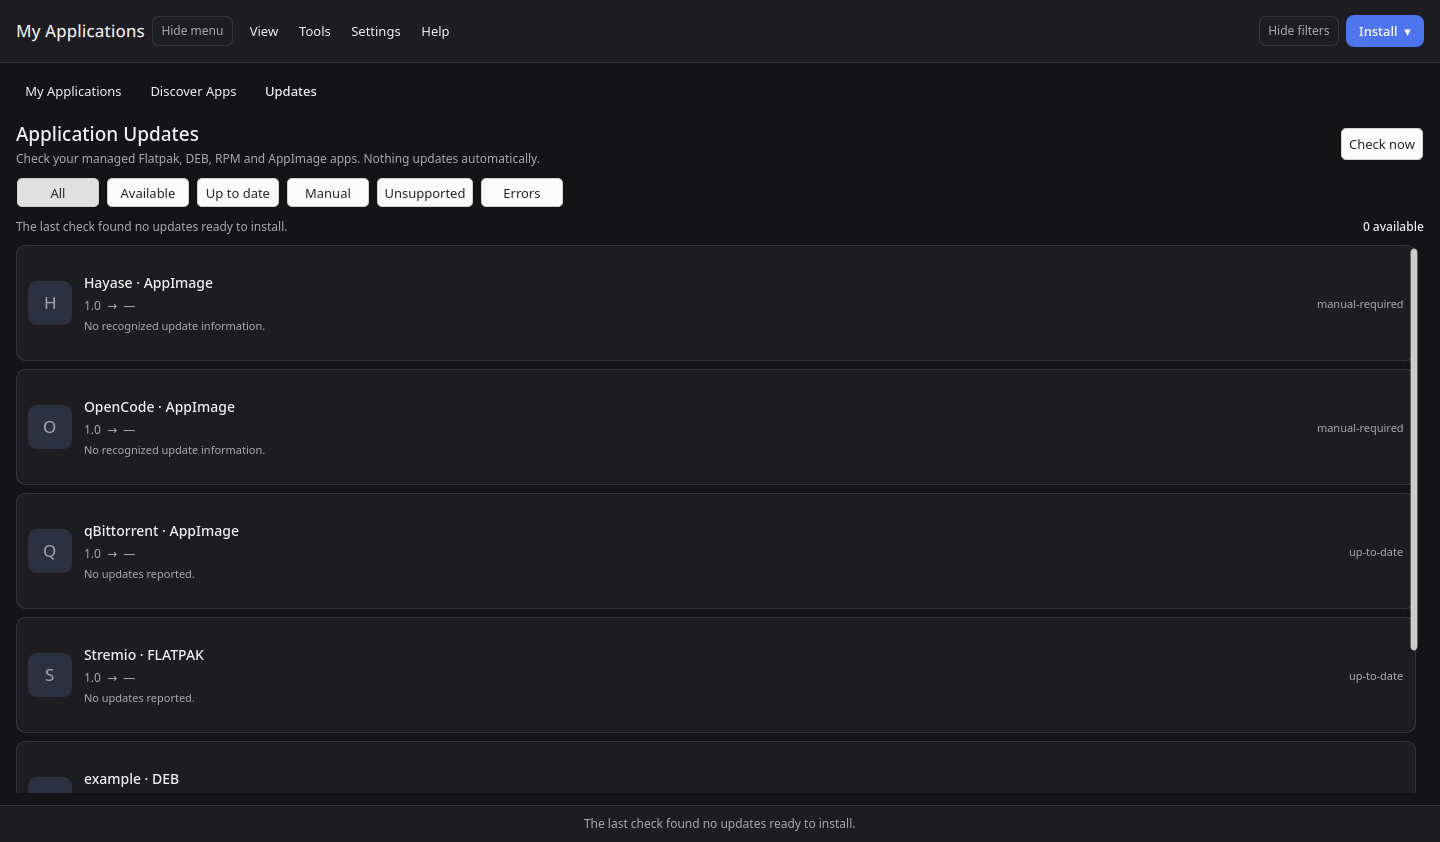 My Applications Hide menu View Tools Settings Help Hide filters Install ▾
My Applications Discover Apps Updates
Application Updates
Check your managed Flatpak, DEB, RPM and AppImage apps. Nothing updates automatically.
Check now
All Available Up to date Manual Unsupported Errors
The last check found no updates ready to install. 0 available
Hayase · AppImage
H 1.0 → — manual-required
No recognized update information.
OpenCode · AppImage
O 1.0 → — manual-required
No recognized update information.
qBittorrent · AppImage
Q 1.0 → — up-to-date
No updates reported.
Stremio · FLATPAK
S 1.0 → — up-to-date
No updates reported.
example · DEB
The last check found no updates ready to install.